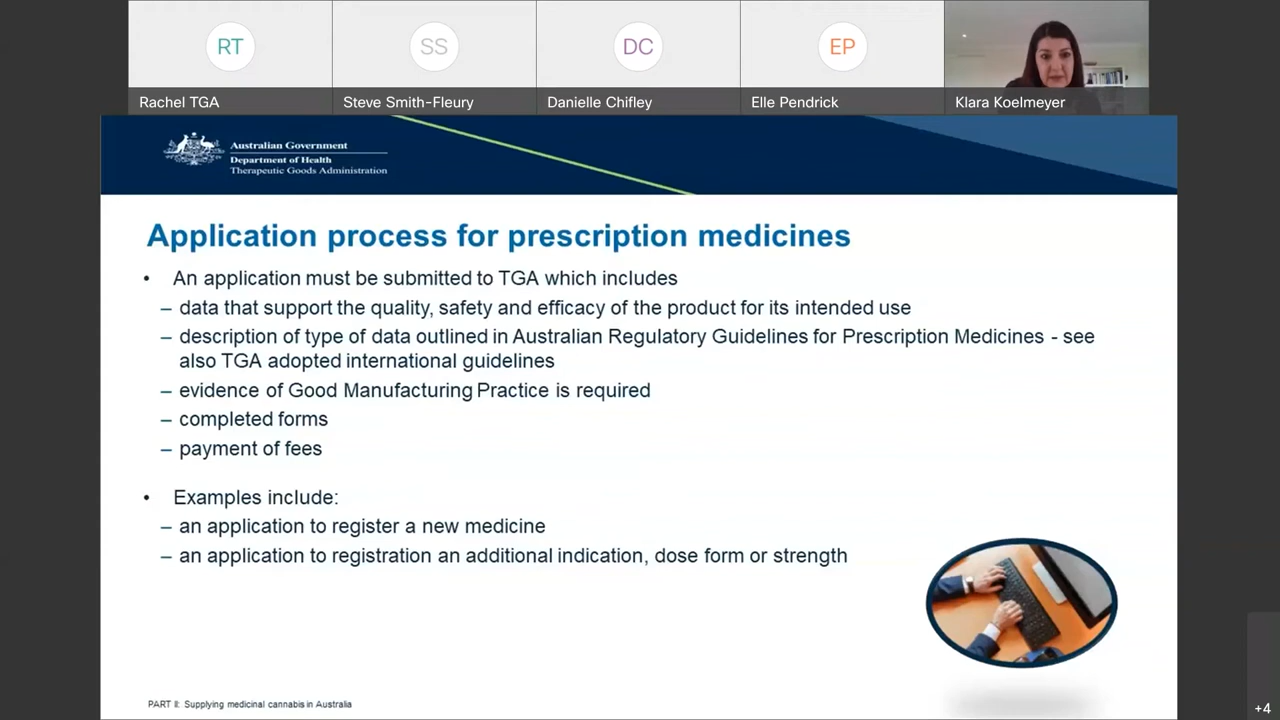 RT
SS
DC
EP
Rachel TGA
Steve Smith-Fleury
Danielle Chifley
Elle Pendrick
Klara Koelmeyer
Australian Government
Department of Health
Therapeutic Goods Administration
Application process for prescription medicines
• An application must be submitted to TGA which includes
– data that support the quality, safety and efficacy of the product for its intended use
– description of type of data outlined in Australian Regulatory Guidelines for Prescription Medicines - see
also TGA adopted international guidelines
– evidence of Good Manufacturing Practice is required
– completed forms
– payment of fees
• Examples include:
– an application to register a new medicine
– an application to registration an additional indication, dose form or strength
PART II: Supplying medicinal cannabis in Australia
+4